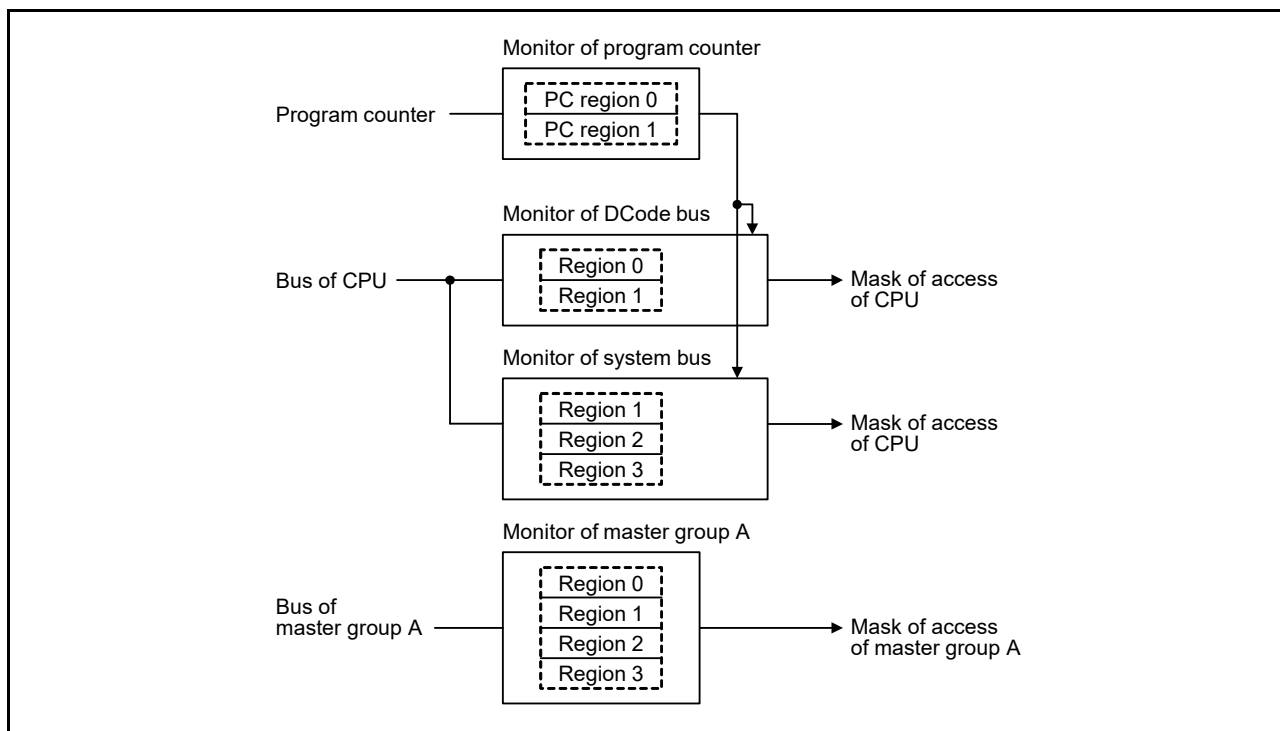 Monitor of program counter
Program counter
PC region 0
PC region 1
Monitor of DCode bus
Bus of CPU
Region 0
Region 1
Mask of access
of CPU
Monitor of system bus
Region 1
Region 2
Region 3
Mask of access
of CPU
Monitor of master group A
Bus of
master group A
Region 0
Region 1
Region 2
Region 3
Mask of access
of master group A